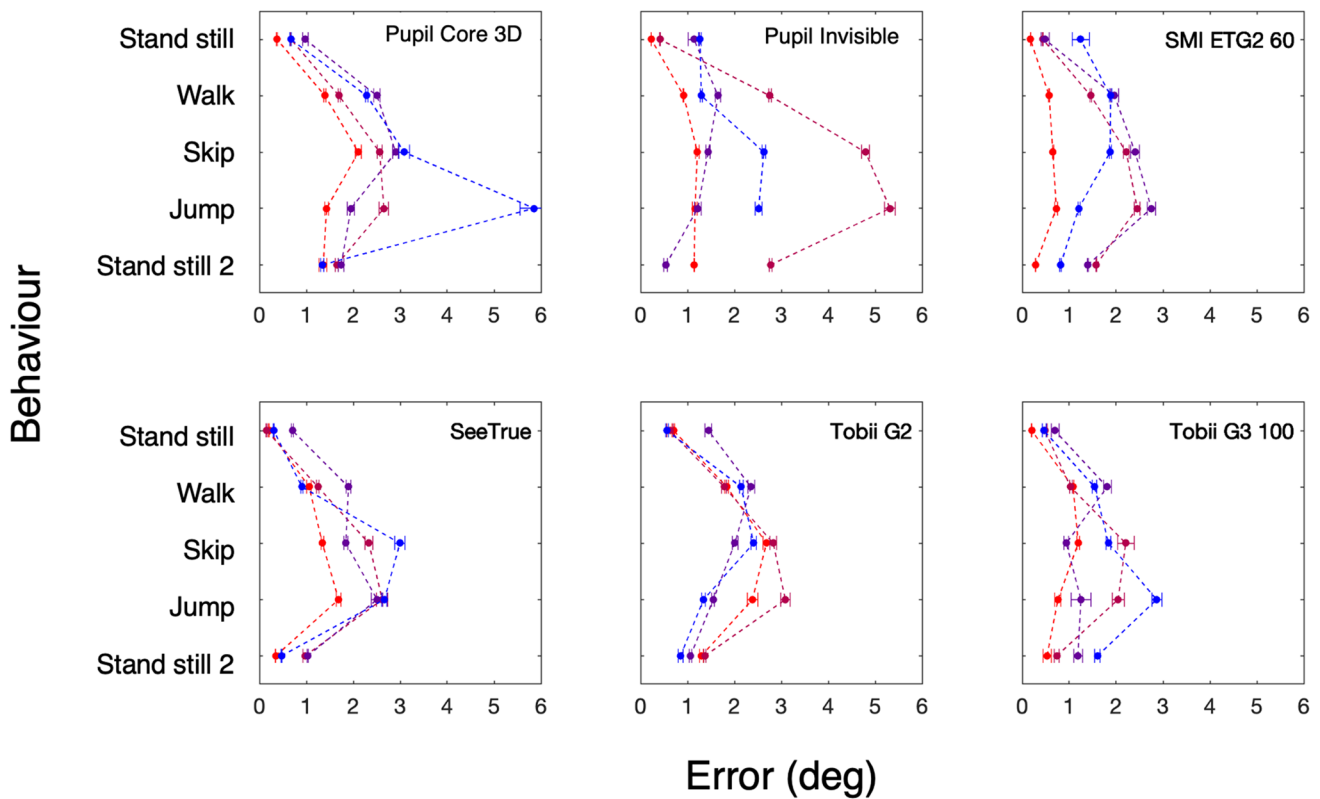 Pupil Core 3D
Pupil Invisible
SMI ETG2 60
Stand still
Walk
Skip
Jump
Stand still 2
0 1 2 3 4 5 6
0 1 2 3 4 5 6
0 1 2 3 4 5 6
Behaviour
SeeTrue
Tobii G2
Tobii G3 100
Stand still
Walk
Skip
Jump
Stand still 2
0 1 2 3 4 5 6
0 1 2 3 4 5 6
0 1 2 3 4 5 6
Error (deg)